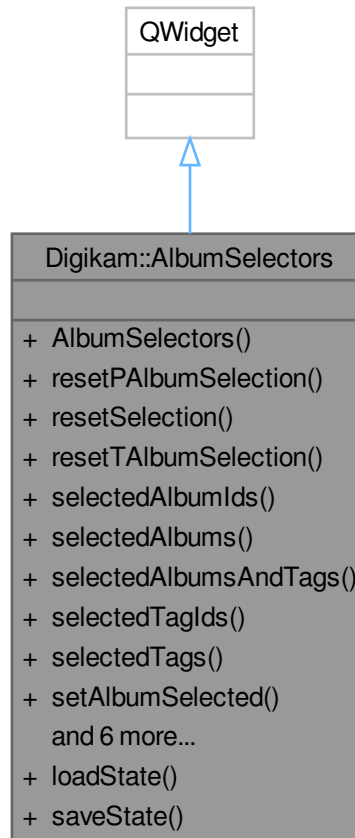 QWidget
Digikam::AlbumSelectors
+ AlbumSelectors()
+ resetPAlbumSelection()
+ resetSelection()
+ resetTAlbumSelection()
+ selectedAlbumIds()
+ selectedAlbums()
+ selectedAlbumsAndTags()
+ selectedTagIds()
+ selectedTags()
+ setAlbumSelected()
and 6 more...
+ loadState()
+ saveState()